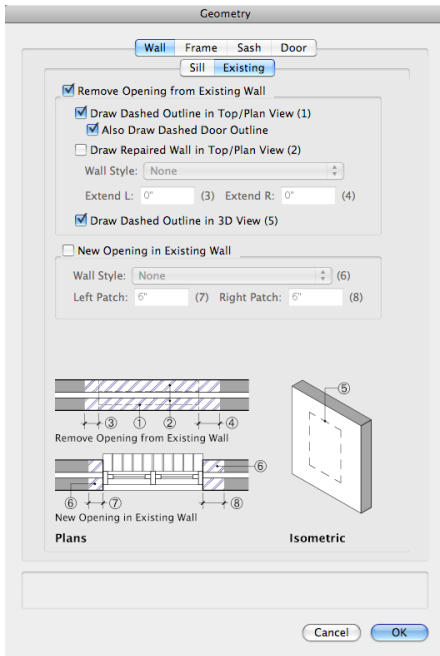 Geometry
Wall Frame Sash Door
Sill Existing
Remove Opening from Existing Wall
Draw Dashed Outline in Top/Plan View (1)
Also Draw Dashed Door Outline
Draw Repaired Wall in Top/Plan View (2)
Wall Style: None
Extend L: 0" (3) Extend R: 0" (4)
Draw Dashed Outline in 3D View (5)
New Opening in Existing Wall
Wall Style: None (6)
Left Patch: 6" (7) Right Patch: 6" (8)
5
3 1 2 4
Remove Opening from Existing Wall
6
6 7 8
New Opening in Existing Wall
Plans Isometric
Cancel OK